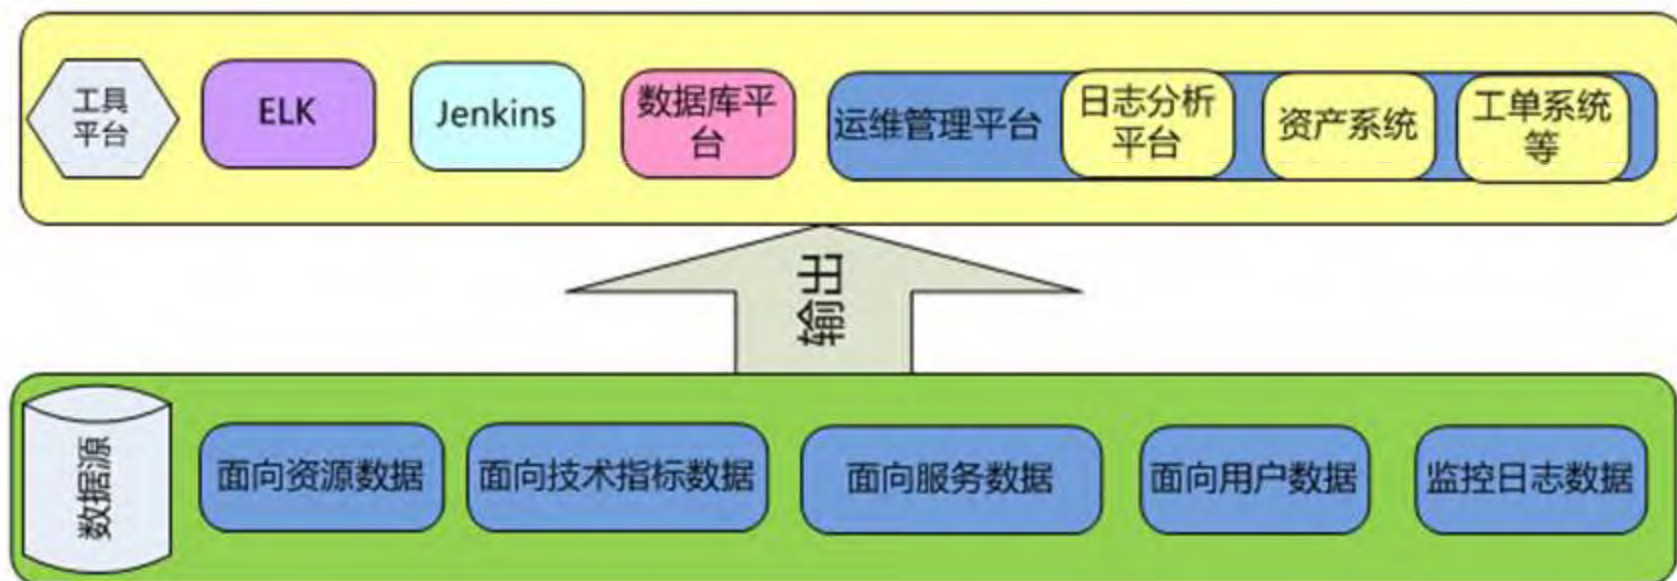 工具
平台
ELK
Jenkins
数据库平
台
运维管理平台
日志分析
平台
资产系统
工单系统
等
输出
数据源
面向资源数据
面向技术指标数据
面向服务数据
面向用户数据
监控日志数据